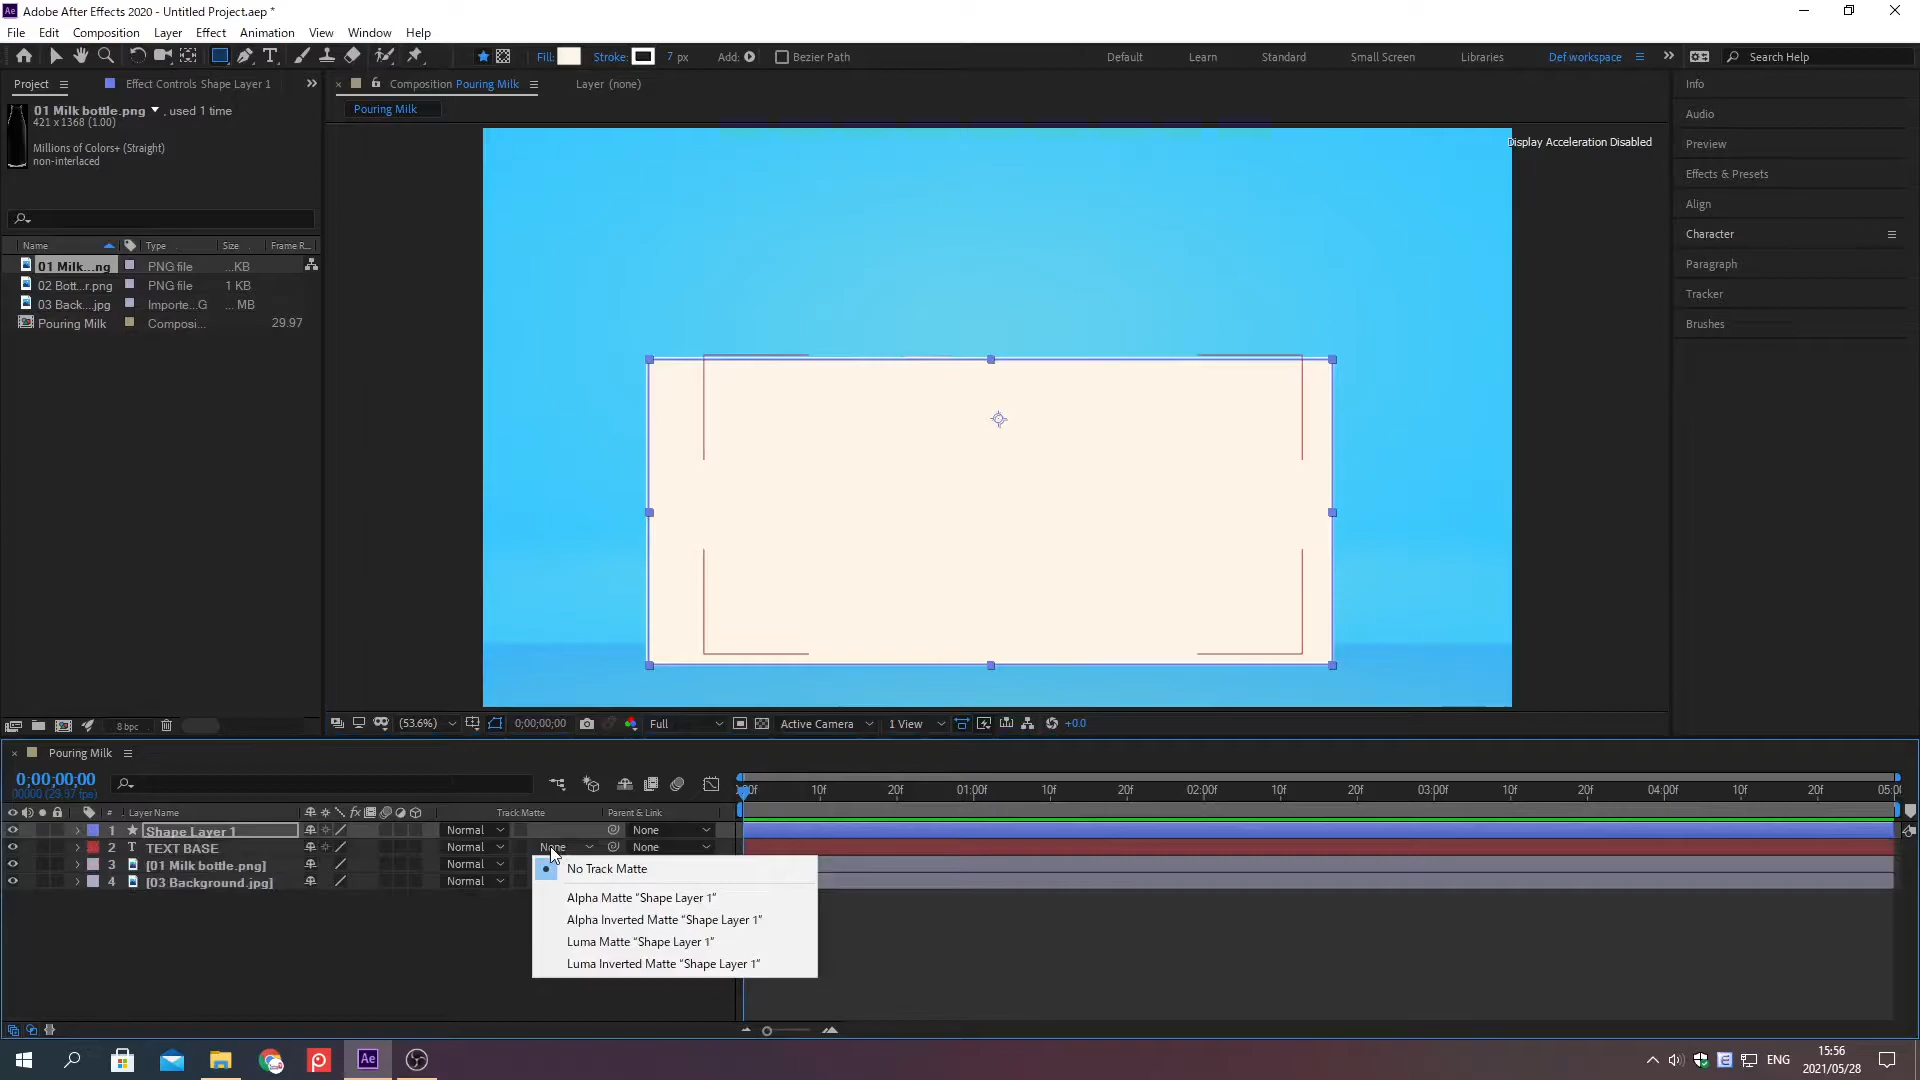 Adobe After Effects 2020 - Untitled Project.aep *
File Edit Composition Layer Effect Animation View Window Help
Fill: Stroke: 7 px Add: Bezier Path Default Learn Standard Small Screen Libraries Def workspace Search Help
Project Effect Controls Shape Layer 1 Composition Pouring Milk Layer (none) Info
01 Milk bottle.png , used 1 time
421 x 1368 (1.00)
Millions of Colors+ (Straight)
non-interlaced
Pouring Milk
Display Acceleration Disabled
Audio
Preview
Effects & Presets
Align
Character
Paragraph
Tracker
Brushes
Name Type Size Frame R...
01 Milk...ng PNG file ...KB
02 Bott...r.png PNG file 1 KB
03 Back....jpg Importe...G ... MB
Pouring Milk Composi... 29.97
8 bpc (53.6%) 0;00;00;00 Full Active Camera 1 View +0.0
Pouring Milk
0;00;00;00
00000 (29.97 fps)
10f 20f 01:00f 10f 20f 02:00f 10f 20f 03:00f 10f 20f 04:00f 10f 20f
# Layer Name fx Track Matte Parent & Link
1 Shape Layer 1 Normal None
2 T TEXT BASE Normal None None
3 [01 Milk bottle.png] Normal
4 [03 Background.jpg] Normal
No Track Matte
Alpha Matte “Shape Layer 1”
Alpha Inverted Matte “Shape Layer 1”
Luma Matte “Shape Layer 1”
Luma Inverted Matte “Shape Layer 1”
Ae
ENG
15:56
2021/05/28